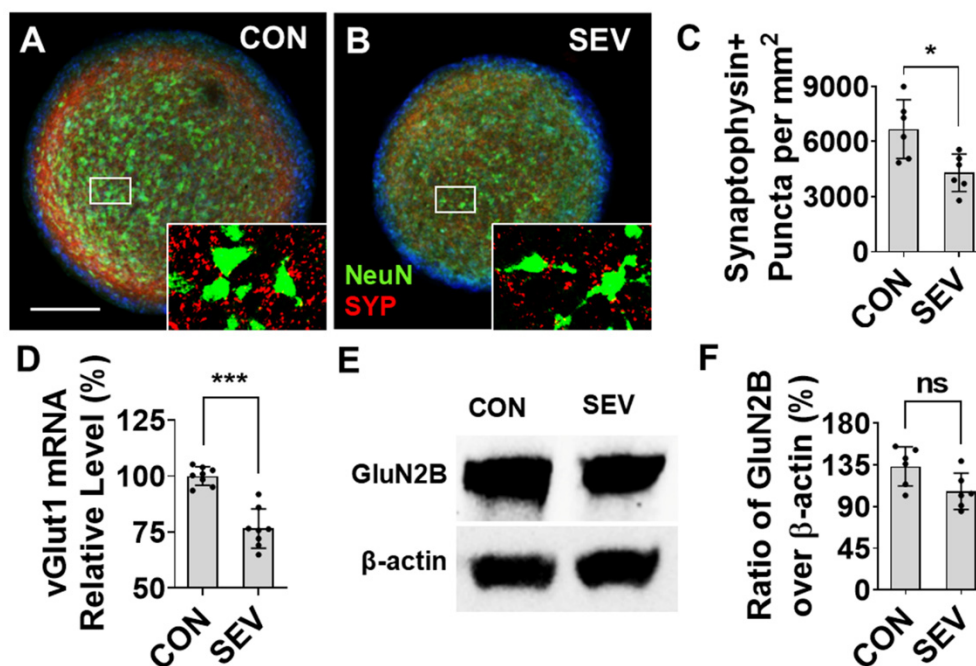 A
CON
B
SEV
NeuN
SYP
C
Synaptophysin+
Puncta per mm²
9000
6000
3000
0
*
CON
SEV
D
vGlut1 mRNA
Relative Level (%)
125
100
75
50
***
CON
SEV
E
CON
SEV
GluN2B
β-actin
F
Ratio of GluN2B
over β-actin (%)
180
135
90
45
0
ns
CON
SEV